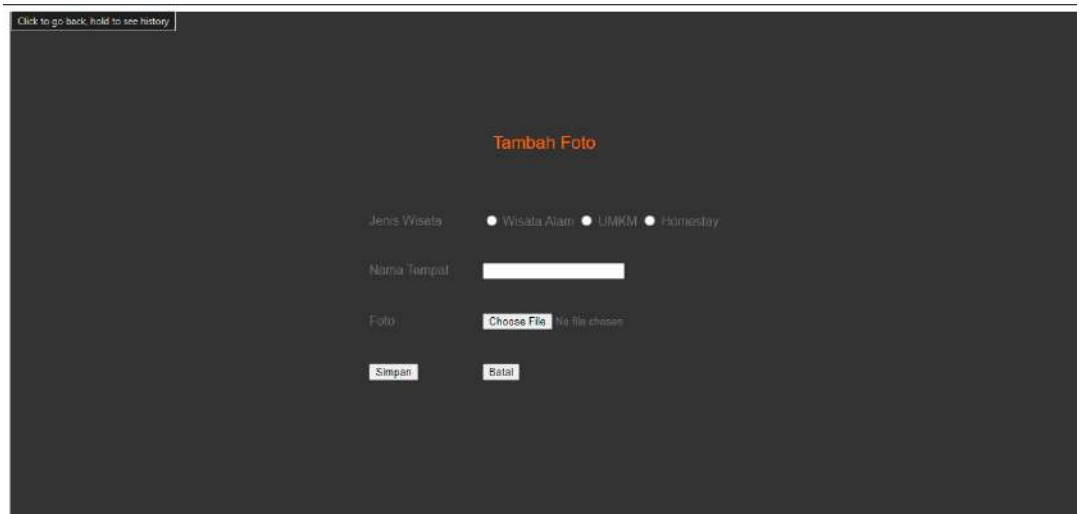 Click to go back, hold to see history
Tambah Foto
Jenis Wisata Wisata Alam UMKM Homestay
Nama Tempat
Foto Choose File No file chosen
Simpan Batal